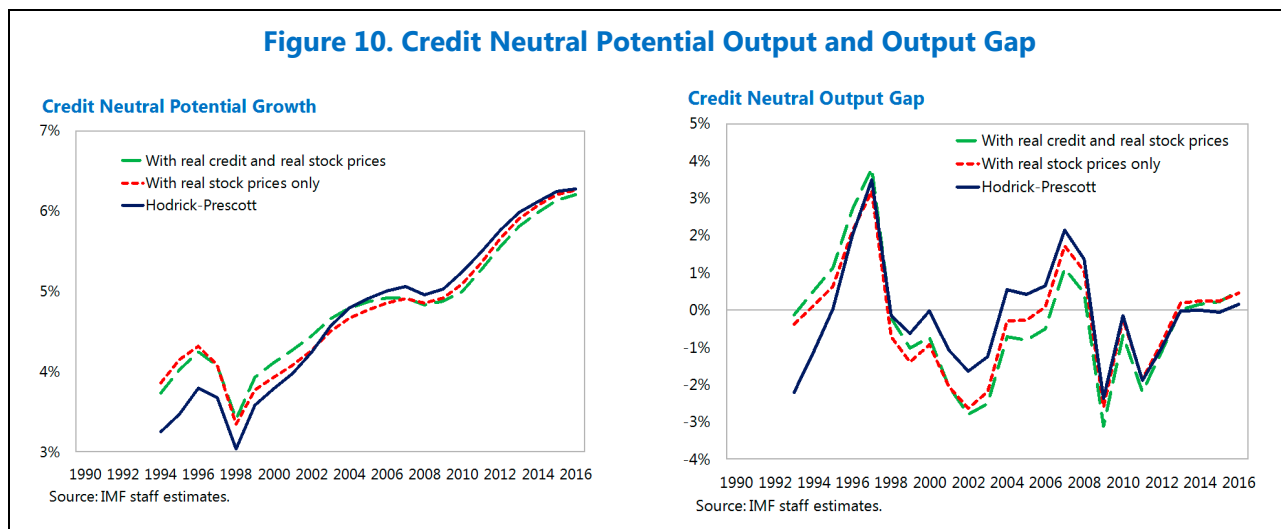 Figure 10. Credit Neutral Potential Output and Output Gap
Credit Neutral Potential Growth
7%
6%
5%
4%
3%
With real credit and real stock prices
With real stock prices only
Hodrick-Prescott
1990 1992 1994 1996 1998 2000 2002 2004 2006 2008 2010 2012 2014 2016
Source: IMF staff estimates.
Credit Neutral Output Gap
5%
4%
3%
2%
1%
0%
-1%
-2%
-3%
-4%
With real credit and real stock prices
With real stock prices only
Hodrick-Prescott
1990 1992 1994 1996 1998 2000 2002 2004 2006 2008 2010 2012 2014 2016
Source: IMF staff estimates.